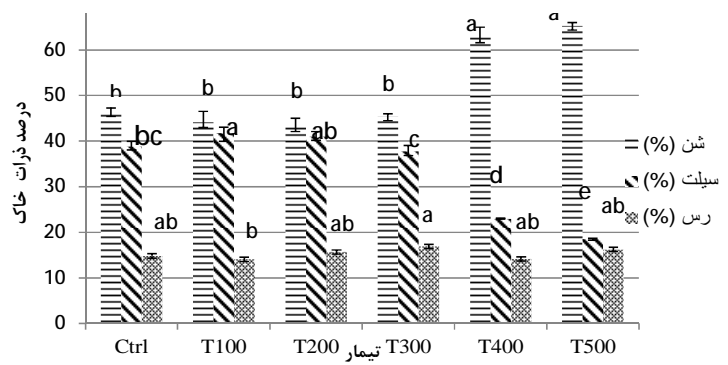 a
a
60
50
b
b
b
b
bc
a
ab
c
40
شن (%)
سیلت (%)
رس (%)
درصد ذرات خاک
30
d
e
20
ab
b
ab
a
ab
ab
10
0
Ctrl
T100
T200
T300
T400
T500
تیمار